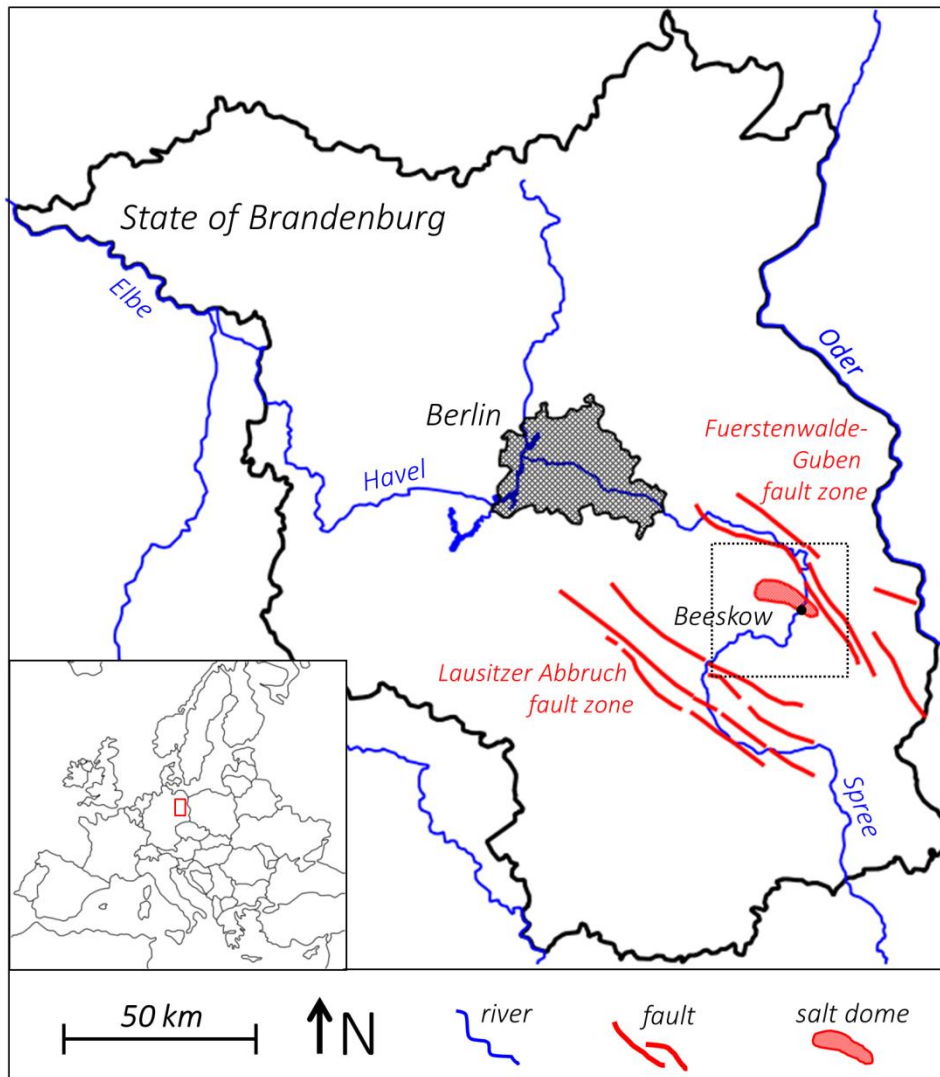 State of Brandenburg
Elbe
Oder
Berlin
Fuerstenwalde-
Guben
fault zone
Havel
Beeskow
Lausitzer Abbruch
fault zone
Spree
50 km
N
river
fault
salt dome